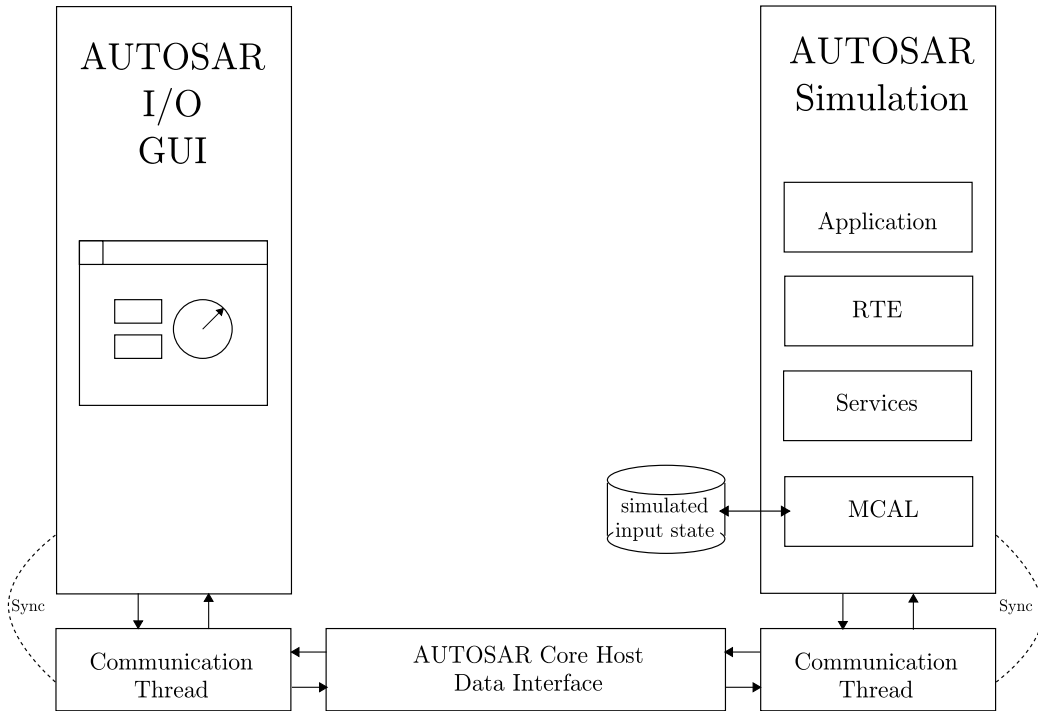 AUTOSAR
I/O
GUI
AUTOSAR
Simulation
Application
RTE
Services
MCAL
simulated
input state
Sync
Sync
Communication
Thread
AUTOSAR Core Host
Data Interface
Communication
Thread